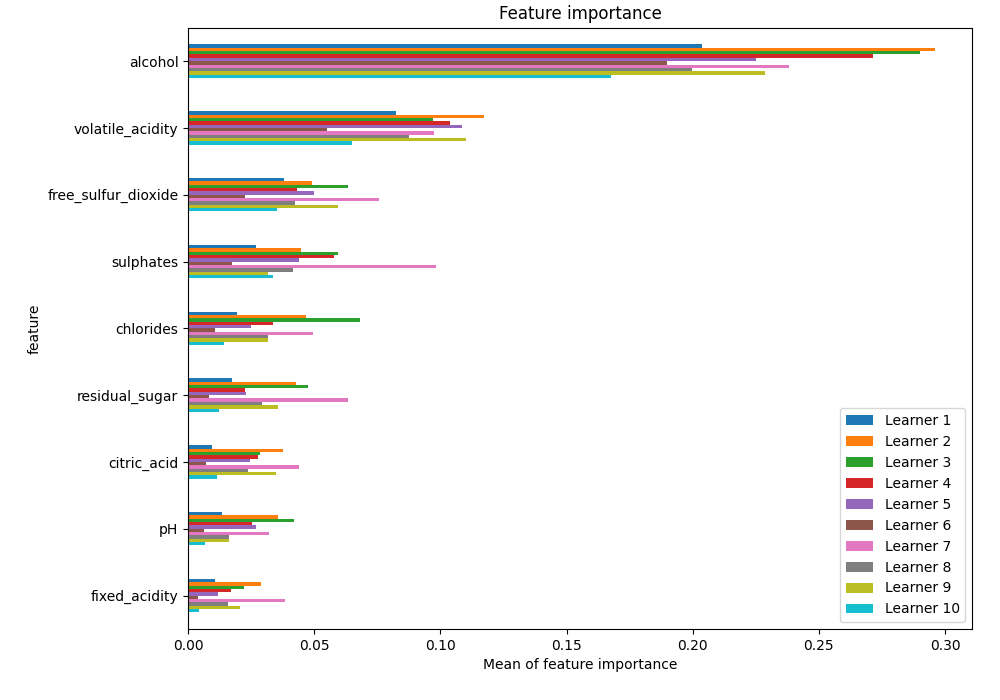 Feature importance
alcohol
volatile_acidity
free_sulfur_dioxide
sulphates
chlorides
residual_sugar
citric_acid
pH
fixed_acidity
feature
Learner 1
Learner 2
Learner 3
Learner 4
Learner 5
Learner 6
Learner 7
Learner 8
Learner 9
Learner 10
0.00 0.05 0.10 0.15 0.20 0.25 0.30
Mean of feature importance